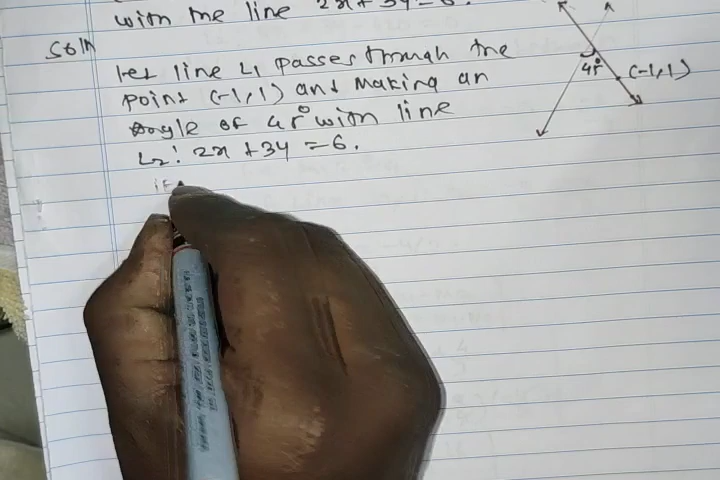 with the line 2x + 3y = 6.
Soln
let line L1 passes through the
point (-1,1) and making an
Angle of 45° with line
L2: 2x + 3y = 6.
if
45°
(-1,1)